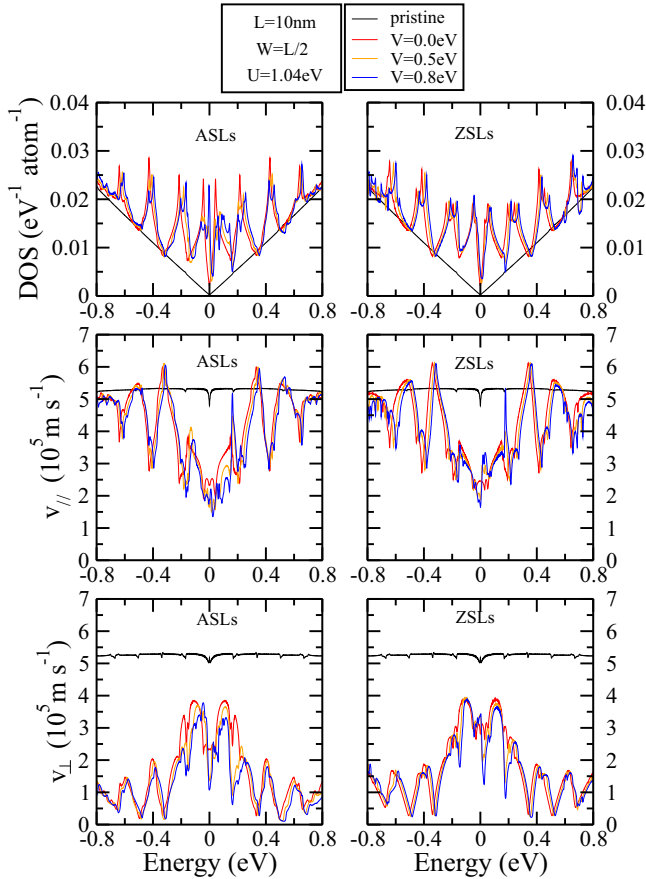 L=10nm
W=L/2
U=1.04eV
pristine
V=0.0eV
V=0.5eV
V=0.8eV
0.04
0.03
0.02
0.01
0
DOS (eV⁻¹ atom⁻¹)
ASLs
-0.8 -0.4 0 0.4 0.8
ZSLs
0.04
0.03
0.02
0.01
0
-0.8 -0.4 0 0.4 0.8
7
6
5
4
3
2
1
0
v// (10⁵ m s⁻¹)
ASLs
-0.8 -0.4 0 0.4 0.8
ZSLs
7
6
5
4
3
2
1
0
-0.8 -0.4 0 0.4 0.8
7
6
5
4
3
2
1
0
v⊥ (10⁵ m s⁻¹)
ASLs
-0.8 -0.4 0 0.4 0.8
Energy (eV)
ZSLs
7
6
5
4
3
2
1
0
-0.8 -0.4 0 0.4 0.8
Energy (eV)